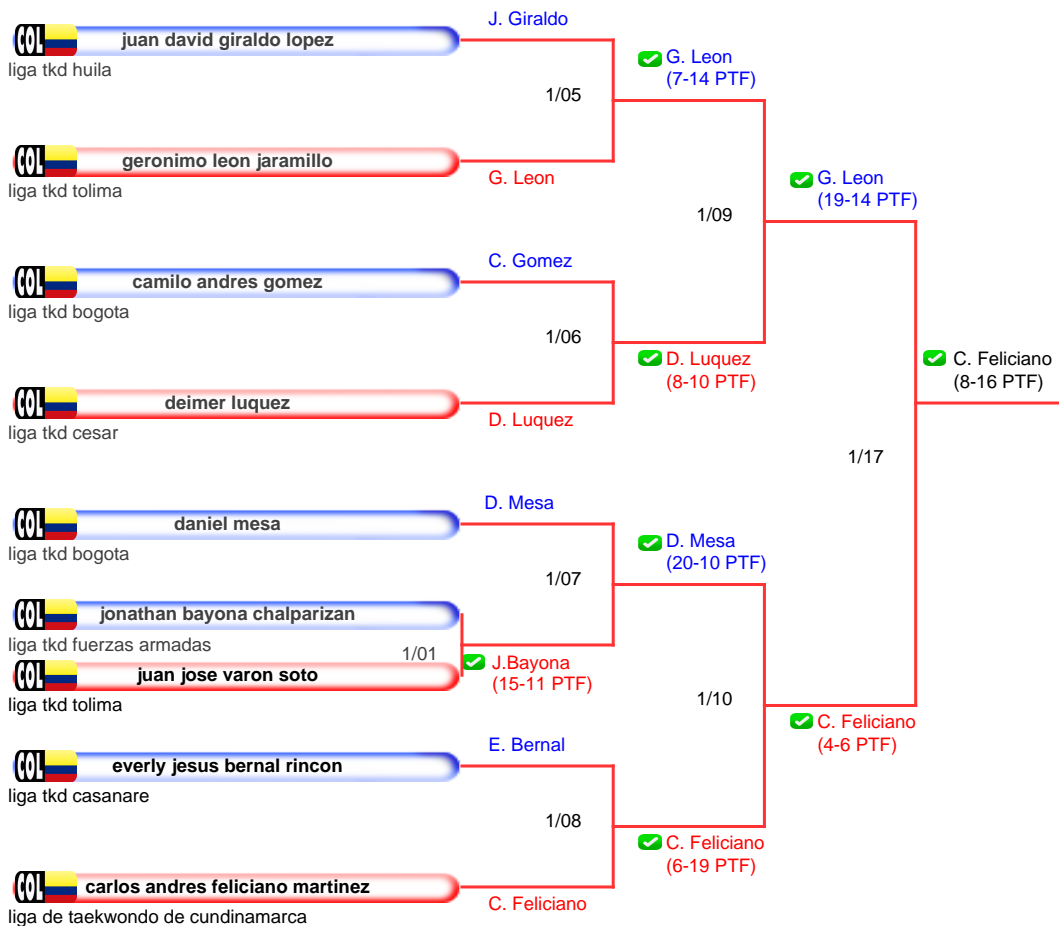 J. Giraldo
COL juan david giraldo lopez
liga tkd huila
G. Leon
(7-14 PTF)
1/05
COL geronimo leon jaramillo
liga tkd tolima
G. Leon
G. Leon
(19-14 PTF)
1/09
C. Gomez
COL camilo andres gomez
liga tkd bogota
1/06
D. Luquez
(8-10 PTF)
C. Feliciano
(8-16 PTF)
COL deimer luquez
liga tkd cesar
D. Luquez
1/17
D. Mesa
COL daniel mesa
liga tkd bogota
D. Mesa
(20-10 PTF)
1/07
COL jonathan bayona chalparizan
liga tkd fuerzas armadas
1/01
J.Bayona
(15-11 PTF)
COL juan jose varon soto
liga tkd tolima
1/10
C. Feliciano
(4-6 PTF)
E. Bernal
COL everly jesus bernal rincon
liga tkd casanare
1/08
C. Feliciano
(6-19 PTF)
COL carlos andres feliciano martinez
liga de taekwondo de cundinamarca
C. Feliciano